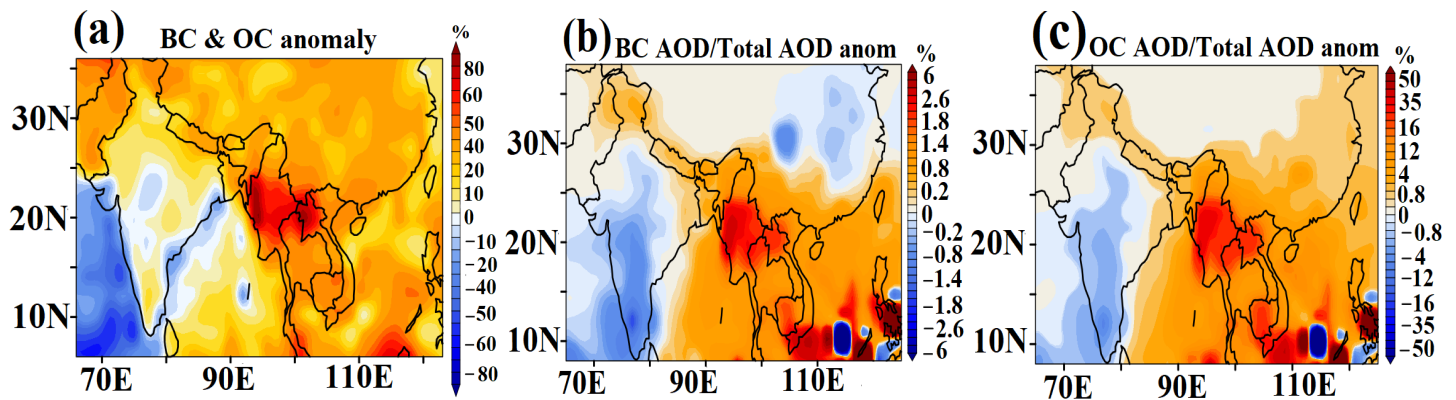 (a)
BC & OC anomaly
%
80
60
40
20
10
0
−10
−20
−40
−60
−80
30N
20N
10N
70E
90E
110E
(b)
BC AOD/Total AOD anom
%
6
2.6
1.8
0.8
0.2
0
−0.2
−0.8
−1.4
−1.8
−2.6
−6
30N
20N
10N
70E
90E
110E
(c)
OC AOD/Total AOD anom
%
50
35
16
12
4
0.8
0
−0.8
−4
−12
−16
−35
−50
30N
20N
10N
70E
90E
110E